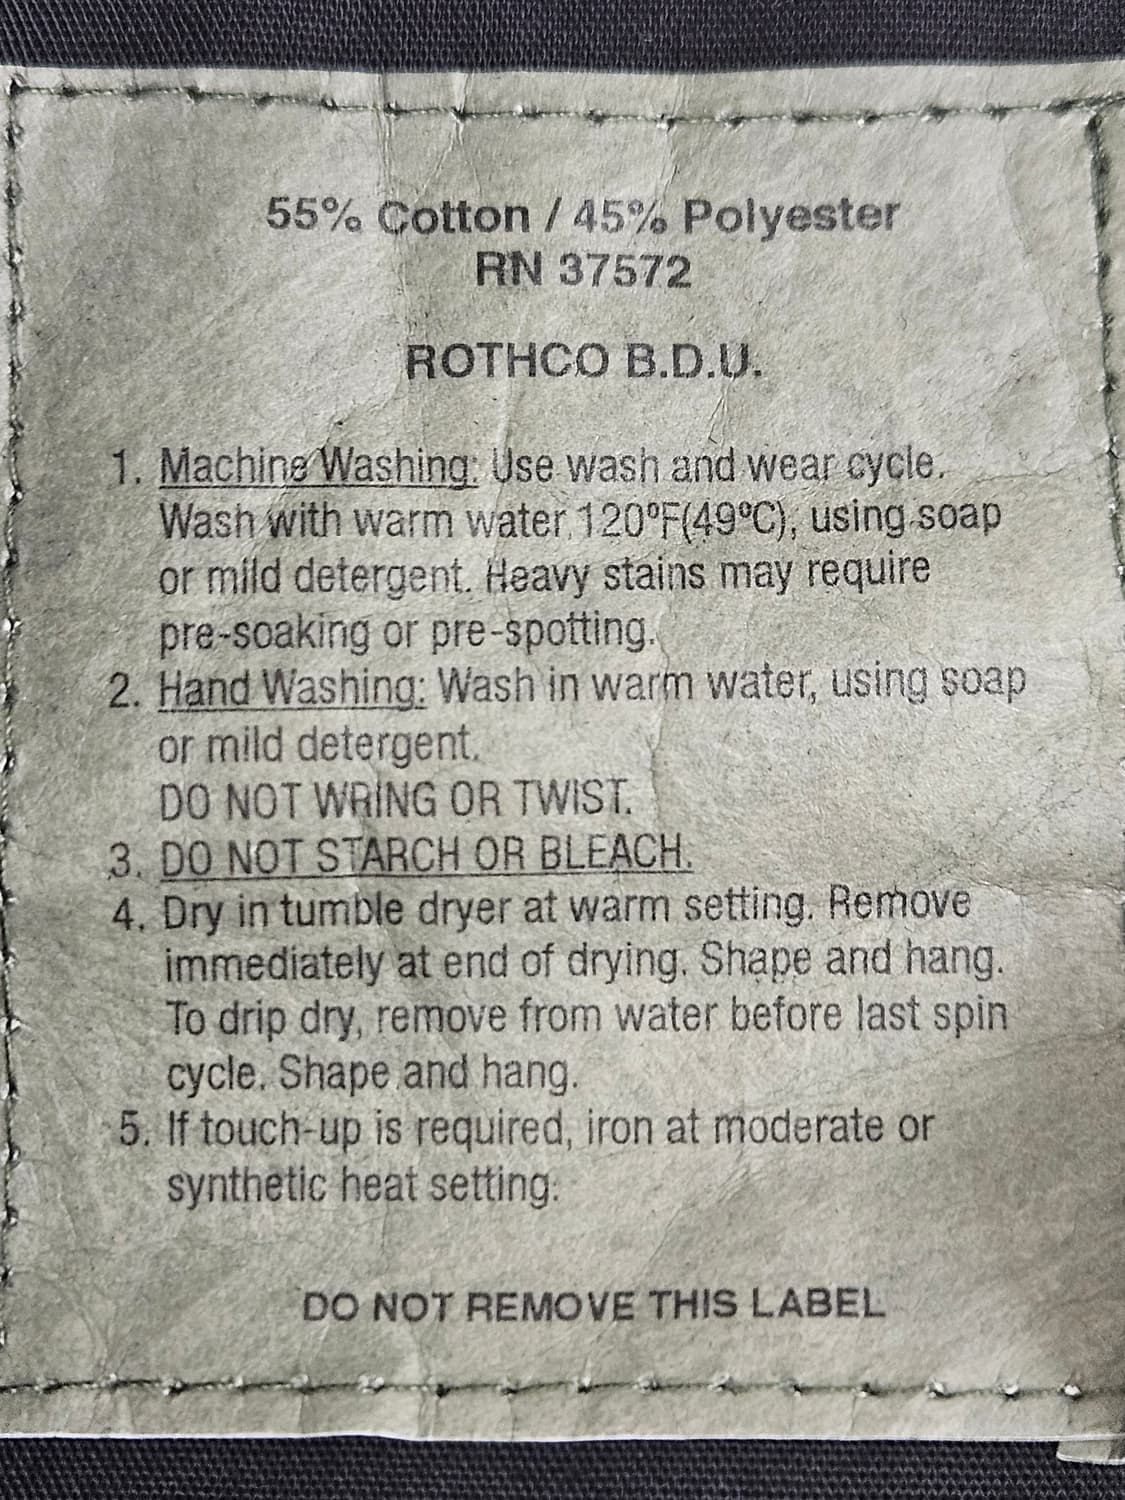 55% Cotton / 45% Polyester
RN 37572
ROTHCO B.D.U.
1. Machine Washing: Use wash and wear cycle.
Wash with warm water, 120ºF(49ºC), using soap
or mild detergent. Heavy stains may require
pre-soaking or pre-spotting.
2. Hand Washing: Wash in warm water, using soap
or mild detergent.
DO NOT WRING OR TWIST.
3. DO NOT STARCH OR BLEACH.
4. Dry in tumble dryer at warm setting. Remove
immediately at end of drying. Shape and hang.
To drip dry, remove from water before last spin
cycle. Shape and hang.
5. If touch-up is required, iron at moderate or
synthetic heat setting.
DO NOT REMOVE THIS LABEL